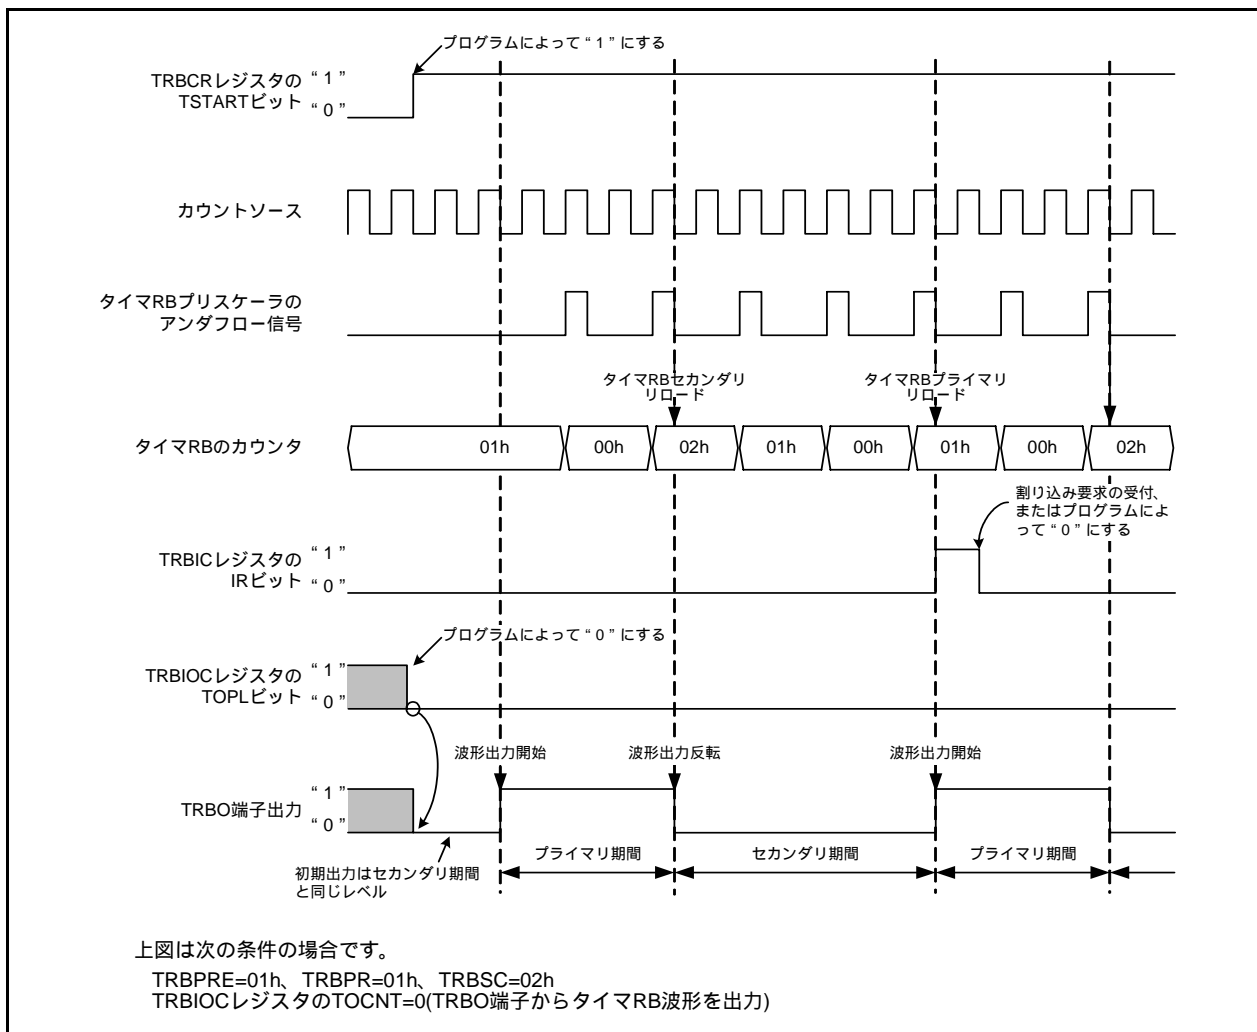 プログラムによって“1”にする
TRBCRレジスタの
TSTARTビット
“1”
“0”
カウントソース
タイマRBプリスケーラの
アンダフロー信号
タイマRBセカンダリ
リロード
タイマRBプライマリ
リロード
タイマRBのカウンタ
01h
00h
02h
01h
00h
01h
00h
02h
割り込み要求の受付、
またはプログラムによ
って“0”にする
TRBICレジスタの
IRビット
“1”
“0”
プログラムによって“0”にする
TRBIOCレジスタの
TOPLビット
“1”
“0”
波形出力開始
波形出力反転
波形出力開始
TRBO端子出力
“1”
“0”
プライマリ期間
セカンダリ期間
プライマリ期間
初期出力はセカンダリ期間
と同じレベル
上図は次の条件の場合です。
TRBPRE=01h、TRBPR=01h、TRBSC=02h
TRBIOCレジスタのTOCNT=0(TRBO端子からタイマRB波形を出力)